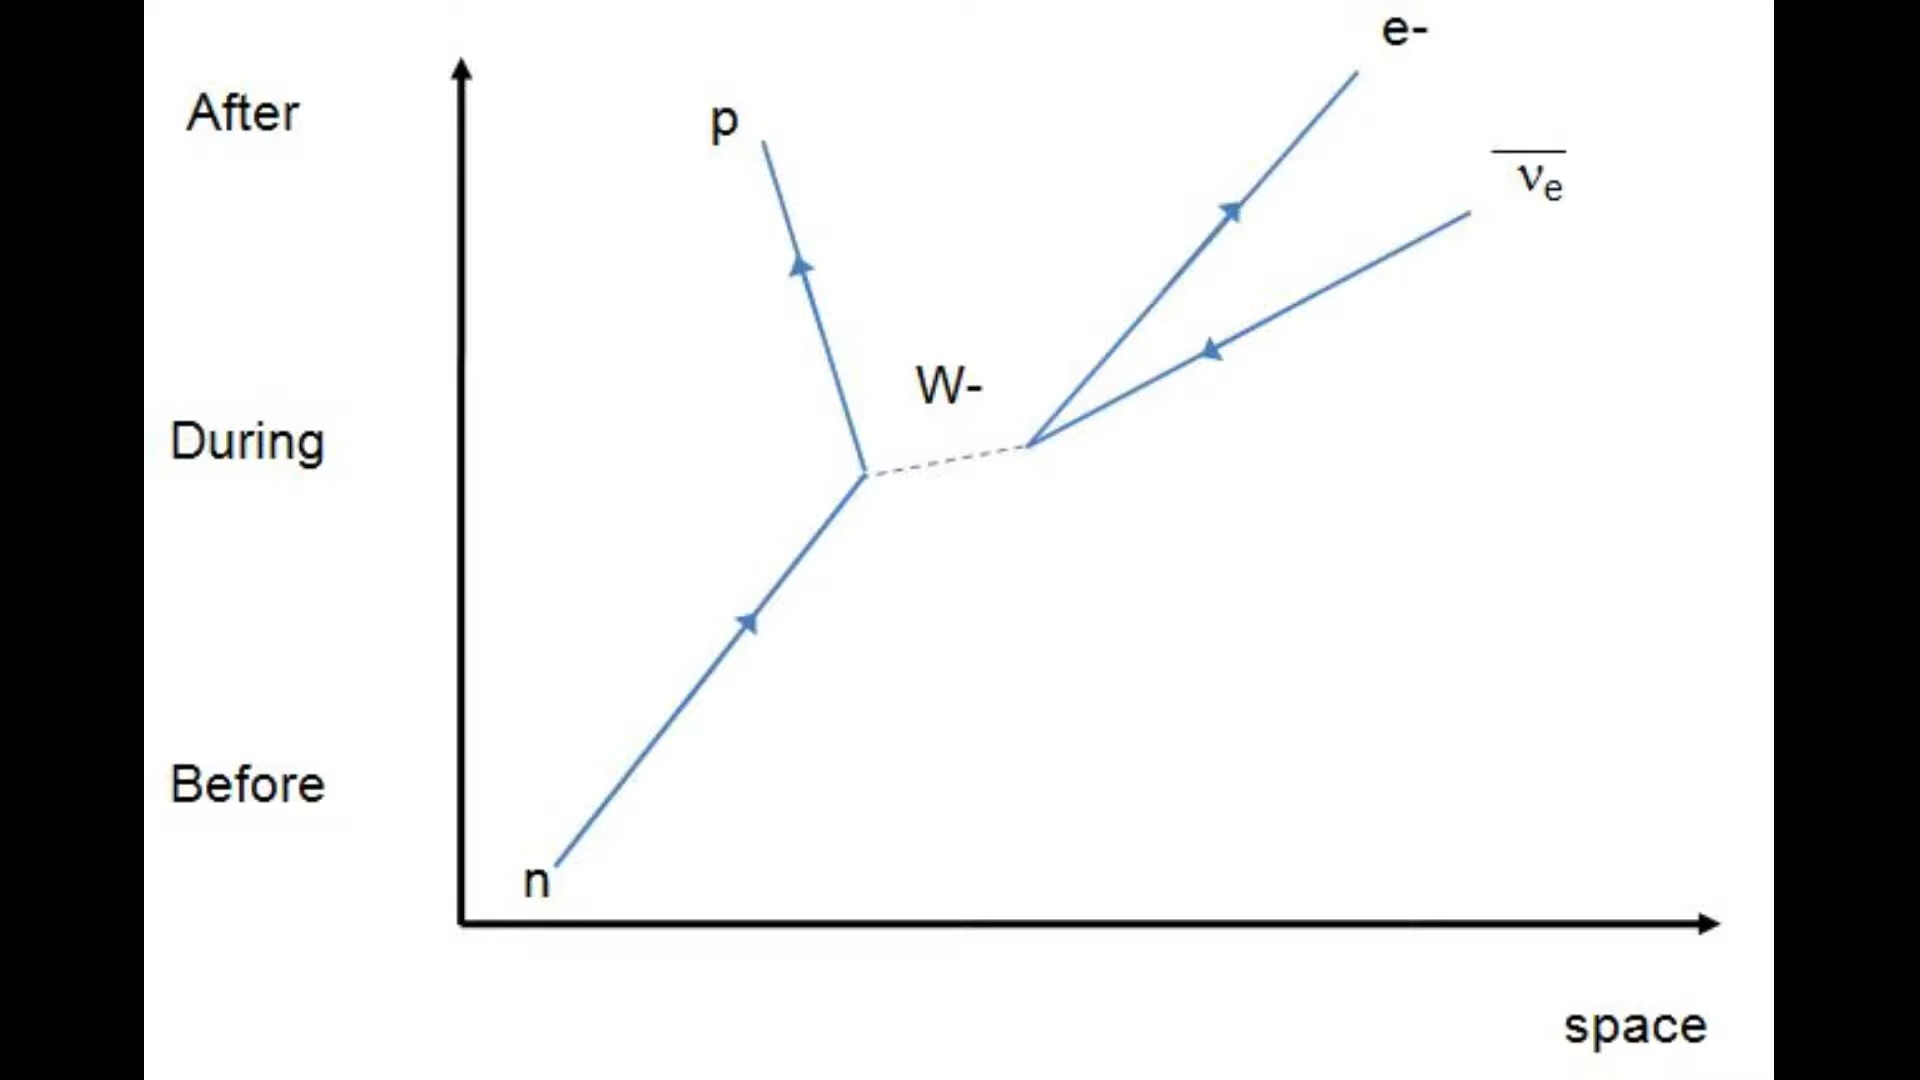 e-
After
p
ν̅e
W-
During
Before
n
space